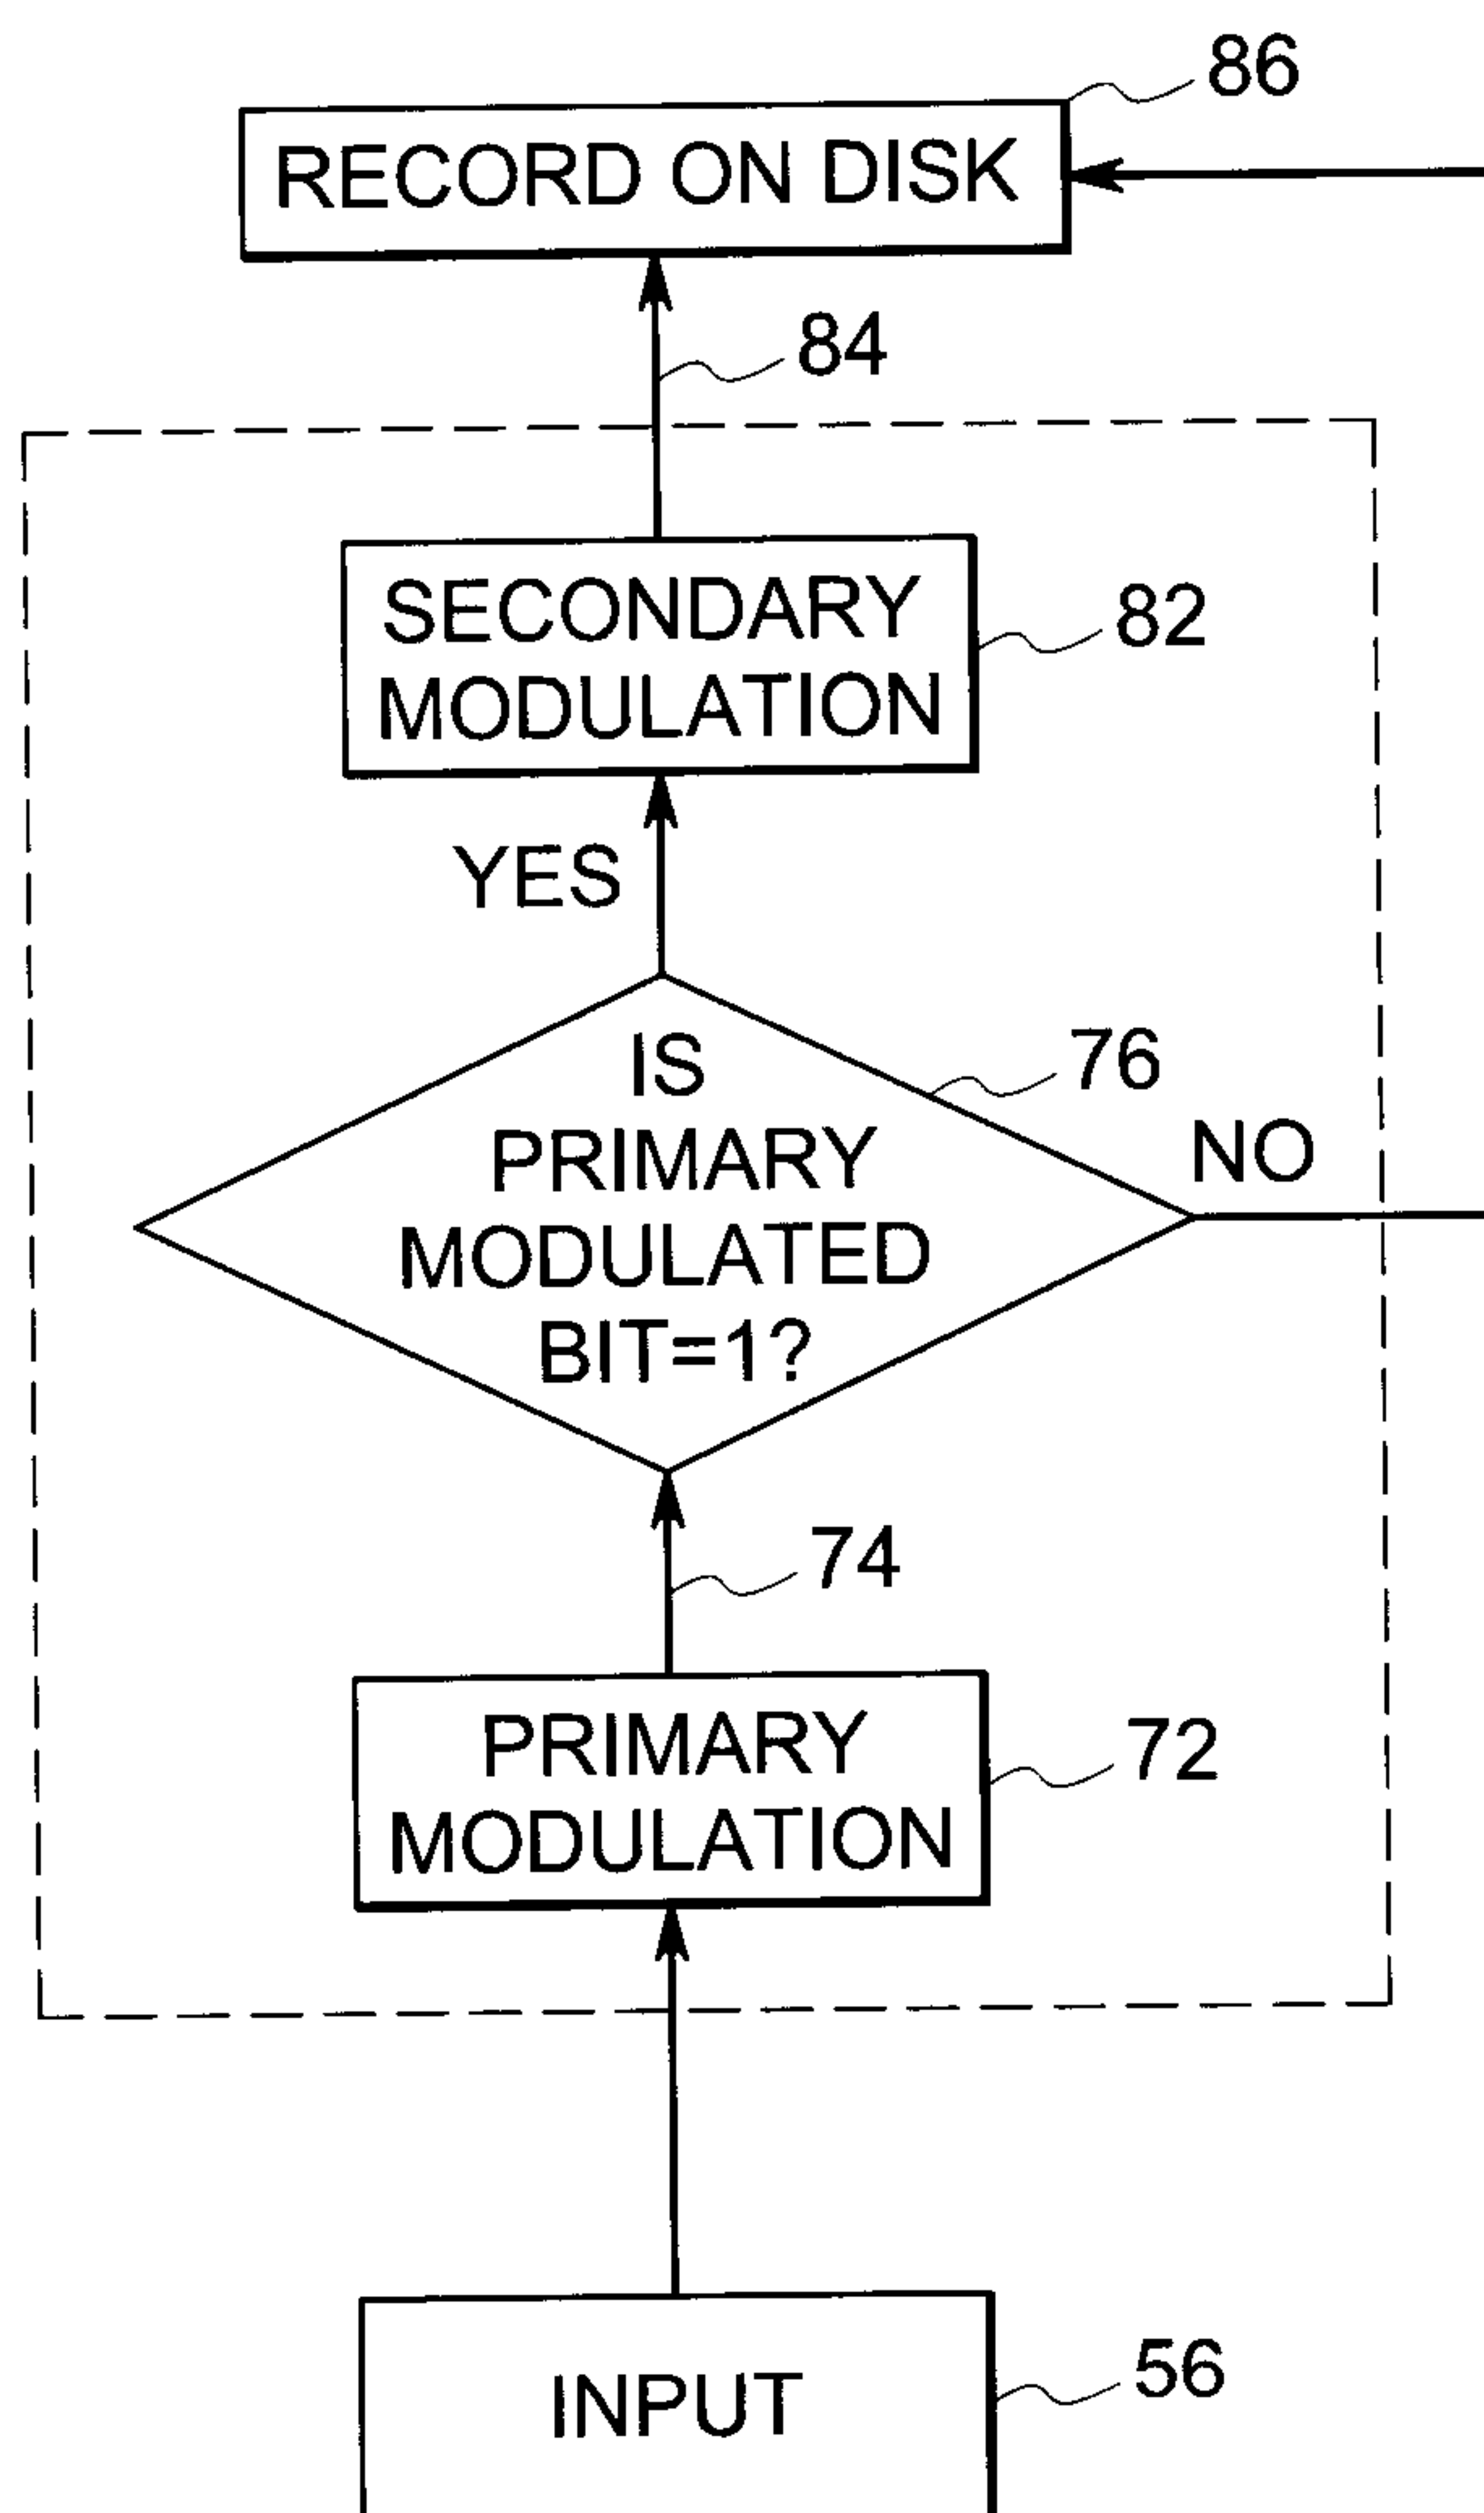 86
RECORD ON DISK
84
SECONDARY
MODULATION
82
YES
IS
PRIMARY
MODULATED
BIT=1?
76
NO
74
PRIMARY
MODULATION
72
INPUT
56